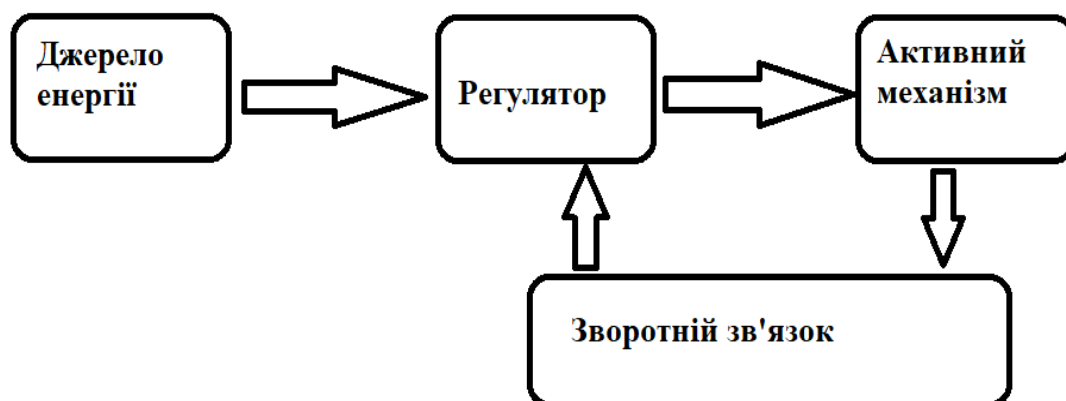 Джерело
енергії
Регулятор
Активний
механізм
Зворотній зв'язок